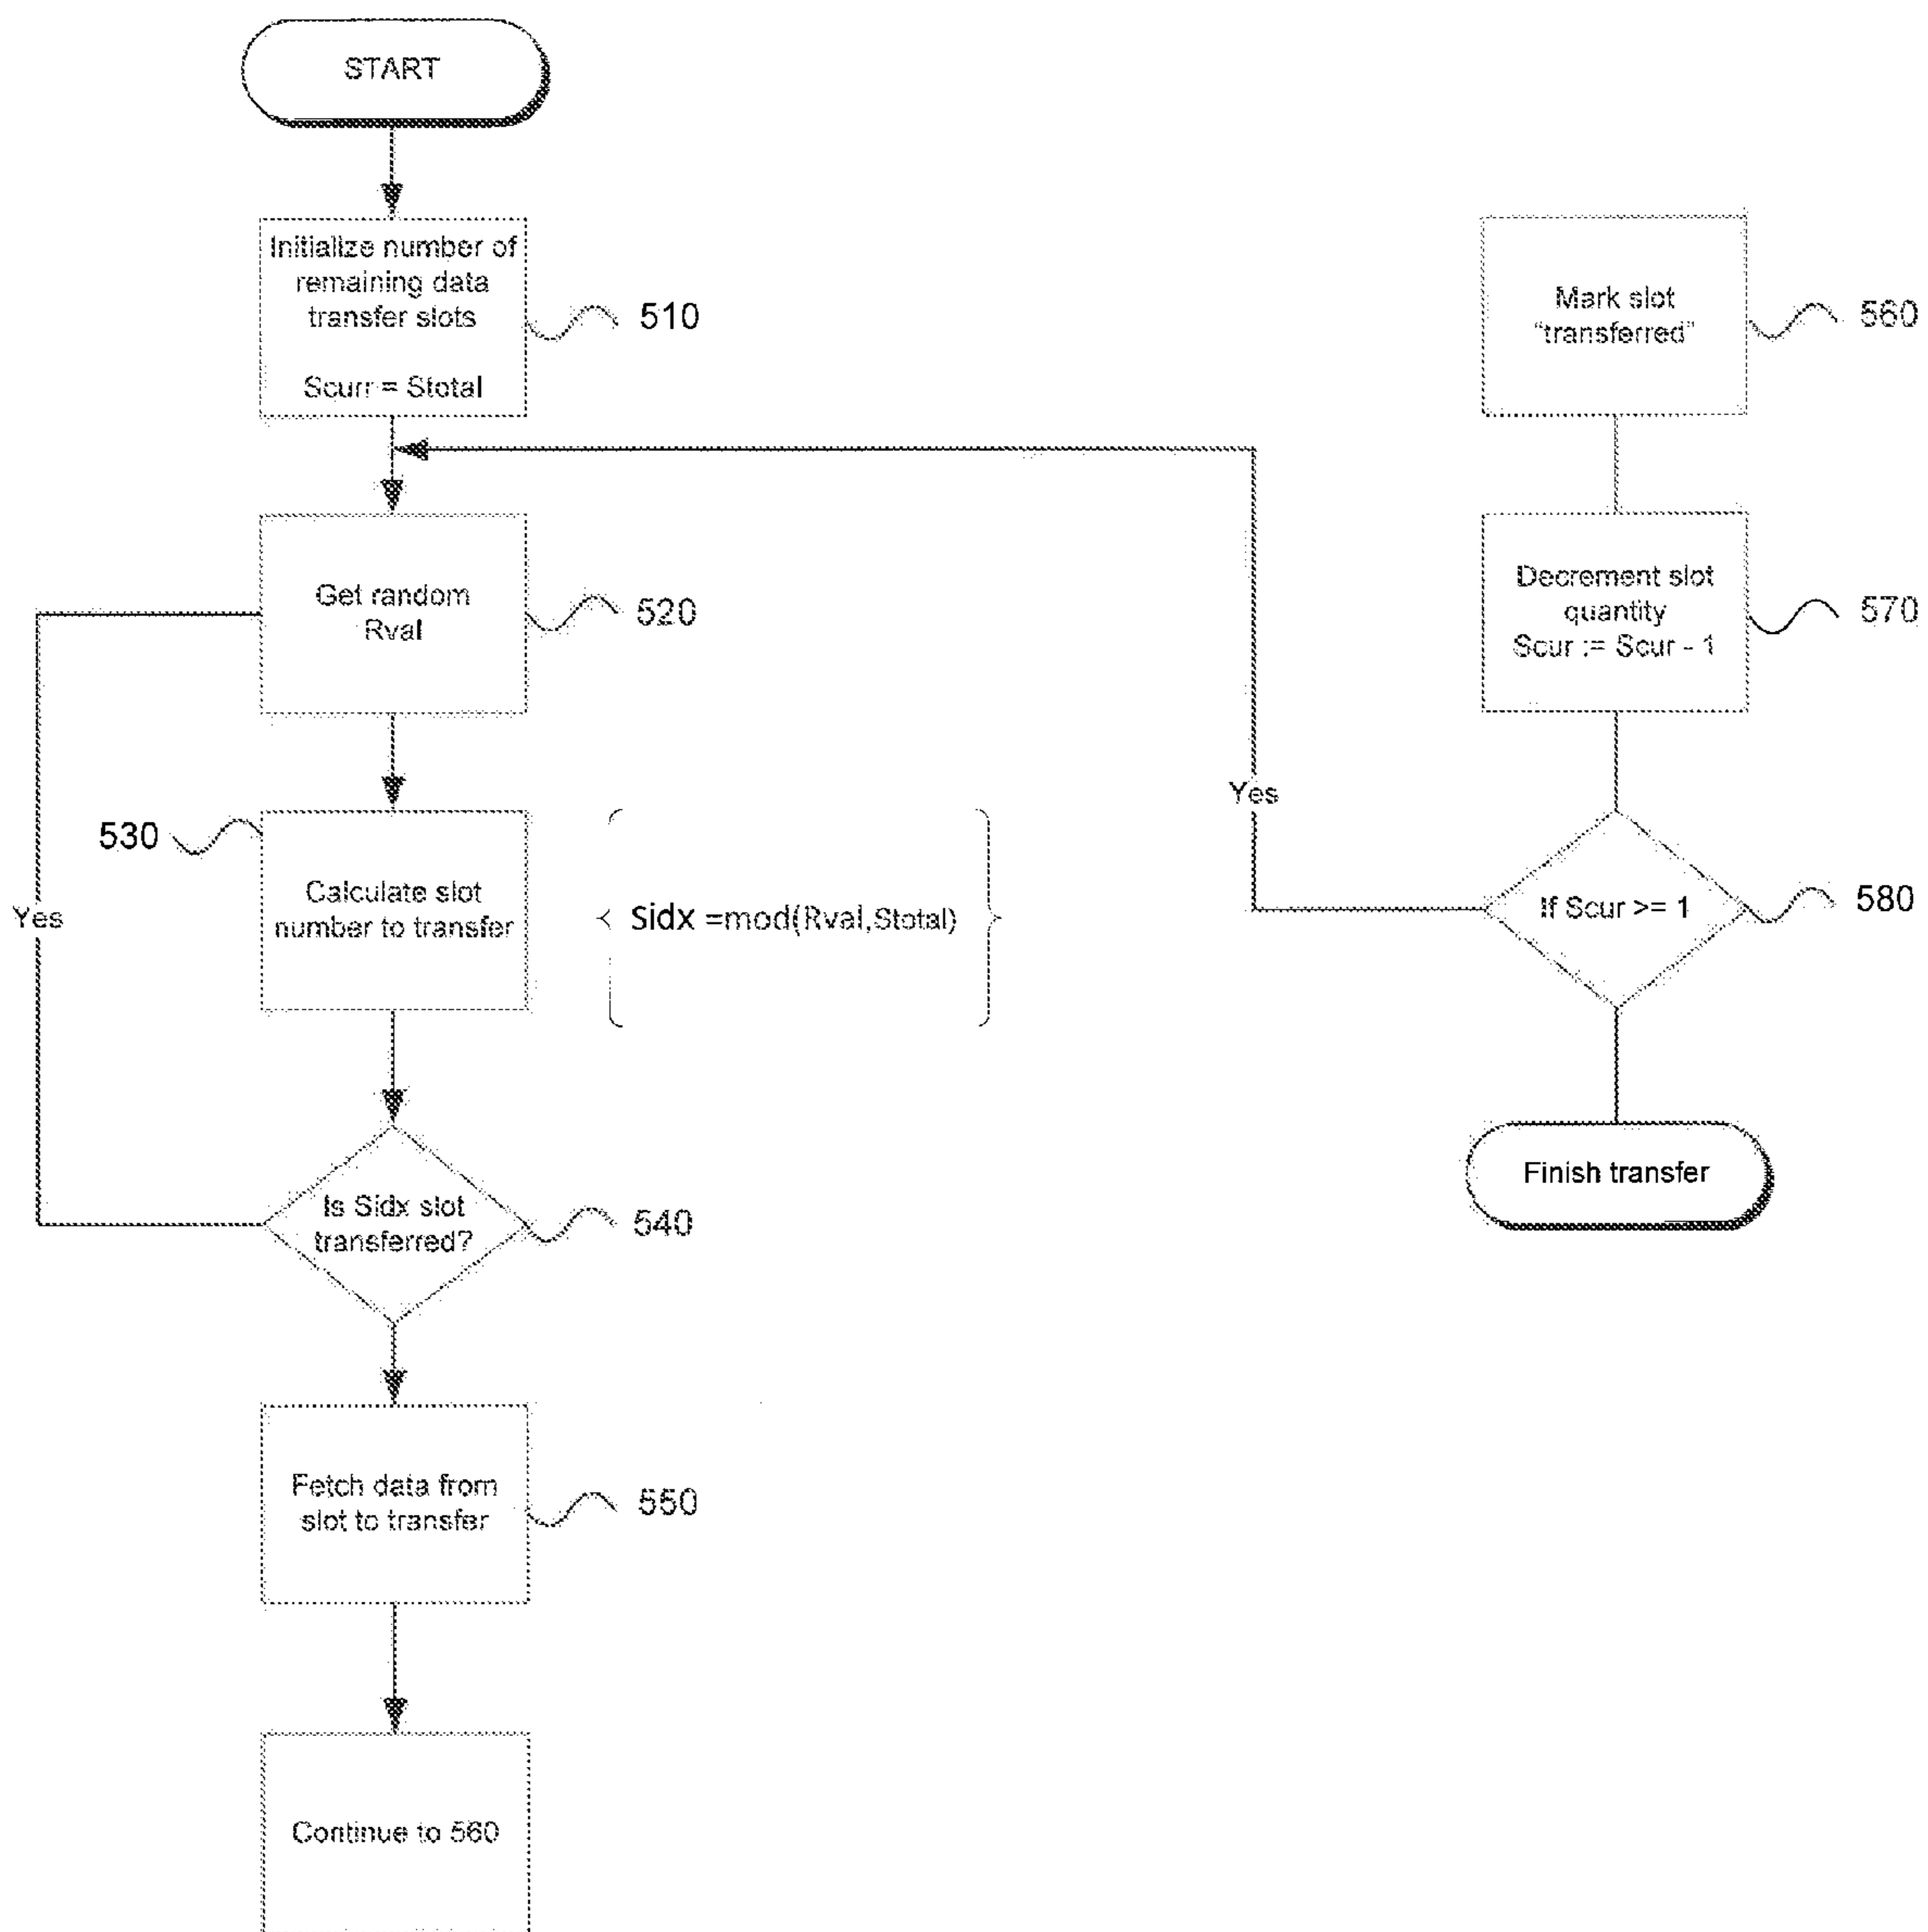 START
Initialize number of
remaining data
transfer slots
Scurr = Stotal
510
Get random
Rval
520
Yes
530
Calculate slot
number to transfer
Sidx =mod(Rval,Stotal)
Is Sidx slot
transferred?
540
Fetch data from
slot to transfer
550
Continue to 560
Mark slot
"transferred"
560
Decrement slot
quantity
Scur := Scur - 1
570
Yes
If Scur >= 1
580
Finish transfer